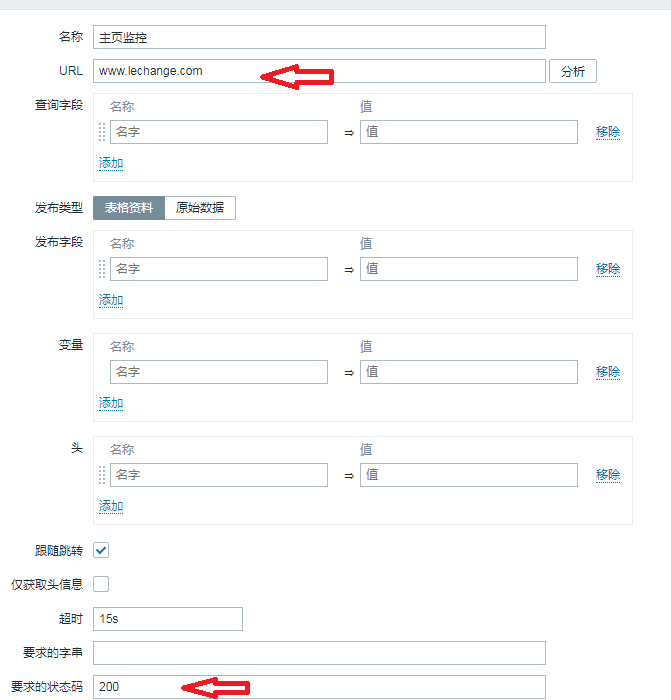 名称 主页监控
URL www.lechange.com 分析
查询字段 名称 值
名字 ⇒ 值 移除
添加
发布类型 表格资料 原始数据
发布字段 名称 值
名字 ⇒ 值 移除
添加
变量 名称 值
名字 ⇒ 值 移除
添加
头 名称 值
名字 ⇒ 值 移除
添加
跟随跳转
仅获取头信息
超时 15s
要求的字串
要求的状态码 200